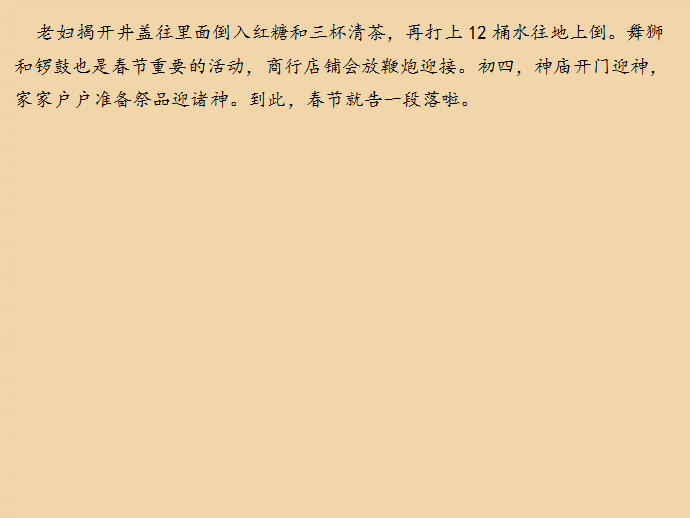 老妇揭开井盖往里面倒入红糖和三杯清茶，再打上 12 桶水往地上倒。舞狮
和锣鼓也是春节重要的活动，商行店铺会放鞭炮迎接。初四，神庙开门迎神，
家家户户准备祭品迎诸神。到此，春节就告一段落啦。